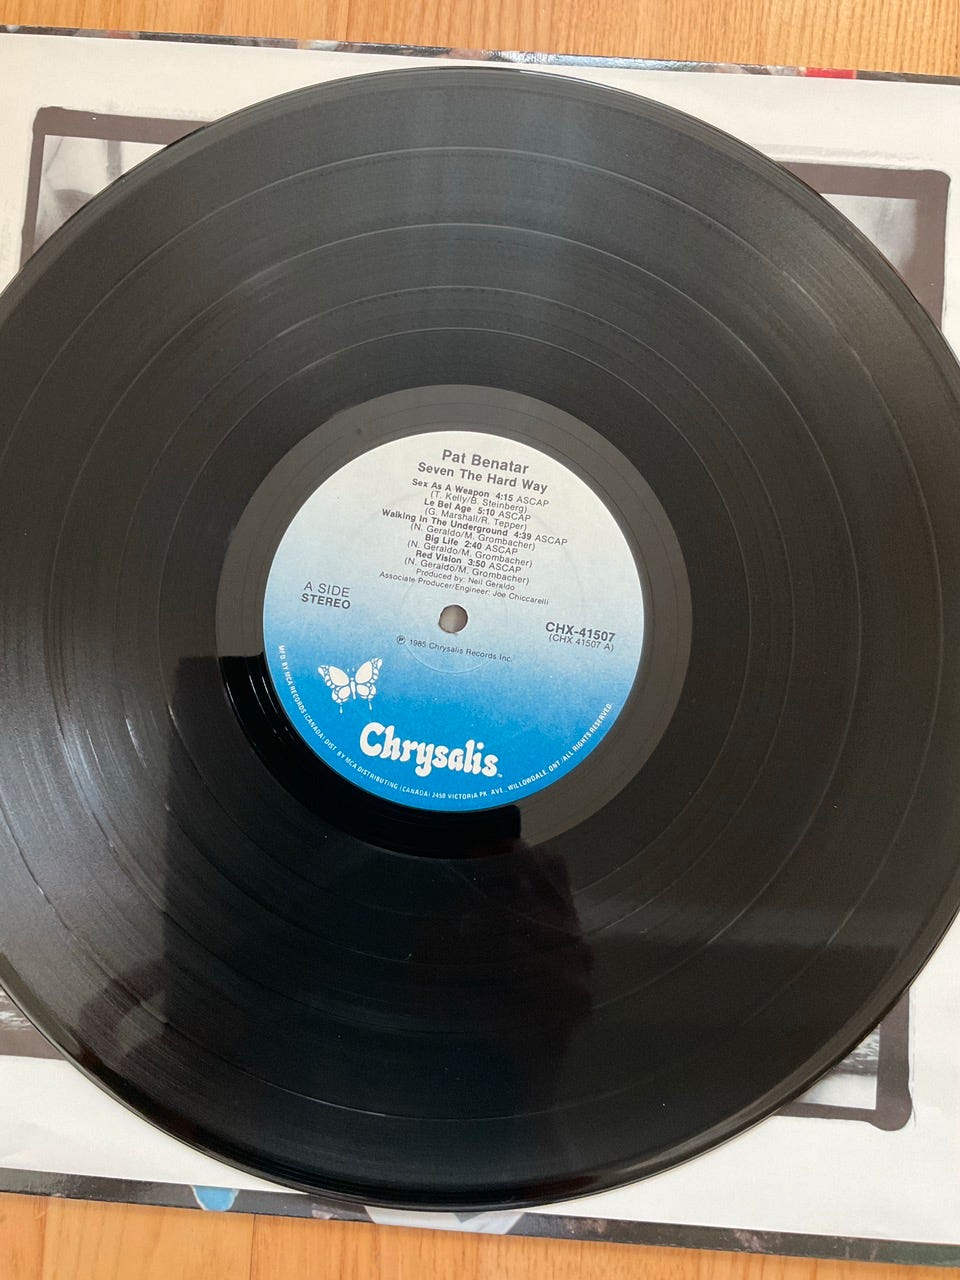 Pat Benatar
Seven The Hard Way
Sex As A Weapon 4:15 ASCAP
(T. Kelly/B. Steinberg)
Le Bel Age 5:10 ASCAP
(G. Marshall/R. Tepper)
Walking In The Underground 4:39 ASCAP
(N. Geraldo/M. Grombacher)
Big Life 2:40 ASCAP
(N. Geraldo/M. Grombacher)
Red Vision 3:50 ASCAP
(N. Geraldo/M. Grombacher)
Produced by: Neil Geraldo
Associate Producer/Engineer: Joe Chiccarelli
A SIDE
STEREO
CHX-41507
(CHX 41507 A)
℗ 1985 Chrysalis Records Inc.
Chrysalis™
MFD BY MCA RECORDS (CANADA) DIST BY MCA DISTRIBUTING (CANADA) 2450 VICTORIA PK. AVE., WILLOWDALE, ONT./ALL RIGHTS RESERVED.